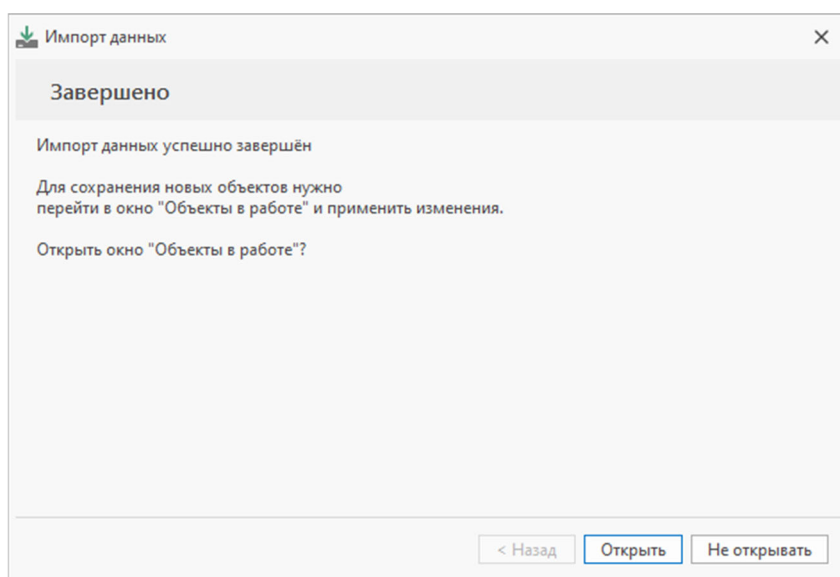 Импорт данных
Завершено
Импорт данных успешно завершён
Для сохранения новых объектов нужно
перейти в окно "Объекты в работе" и применить изменения.
Открыть окно "Объекты в работе"?
< Назад Открыть Не открывать